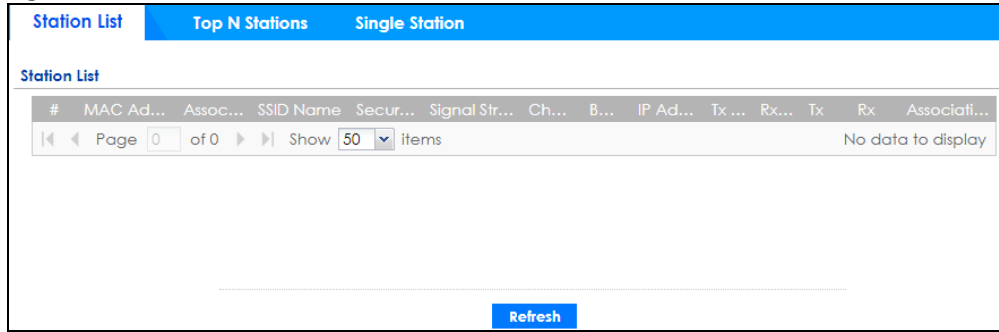 Station List Top N Stations Single Station
Station List
# MAC Ad... Assoc... SSID Name Secur... Signal Str... Ch... B... IP Ad... Tx ... Rx... Tx Rx Associati...
Page 0 of 0 Show 50 items No data to display
Refresh